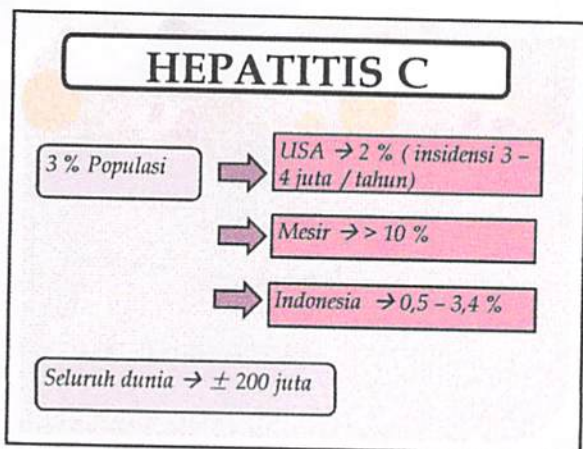 HEPATITIS C
3 % Populasi
USA → 2 % ( insidensi 3 –
4 juta / tahun)
Mesir → > 10 %
Indonesia → 0,5 – 3,4 %
Seluruh dunia → ± 200 juta